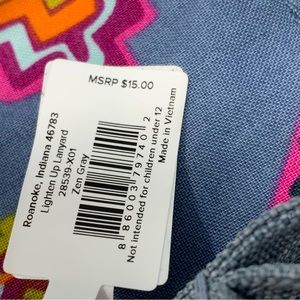 MSRP $15.00
Roanoke, Indiana 46783
Lighten Up Lanyard
28539-X01
Zen Gray
8 86003 79740 2
Not intended for children under 12
Made in Vietnam